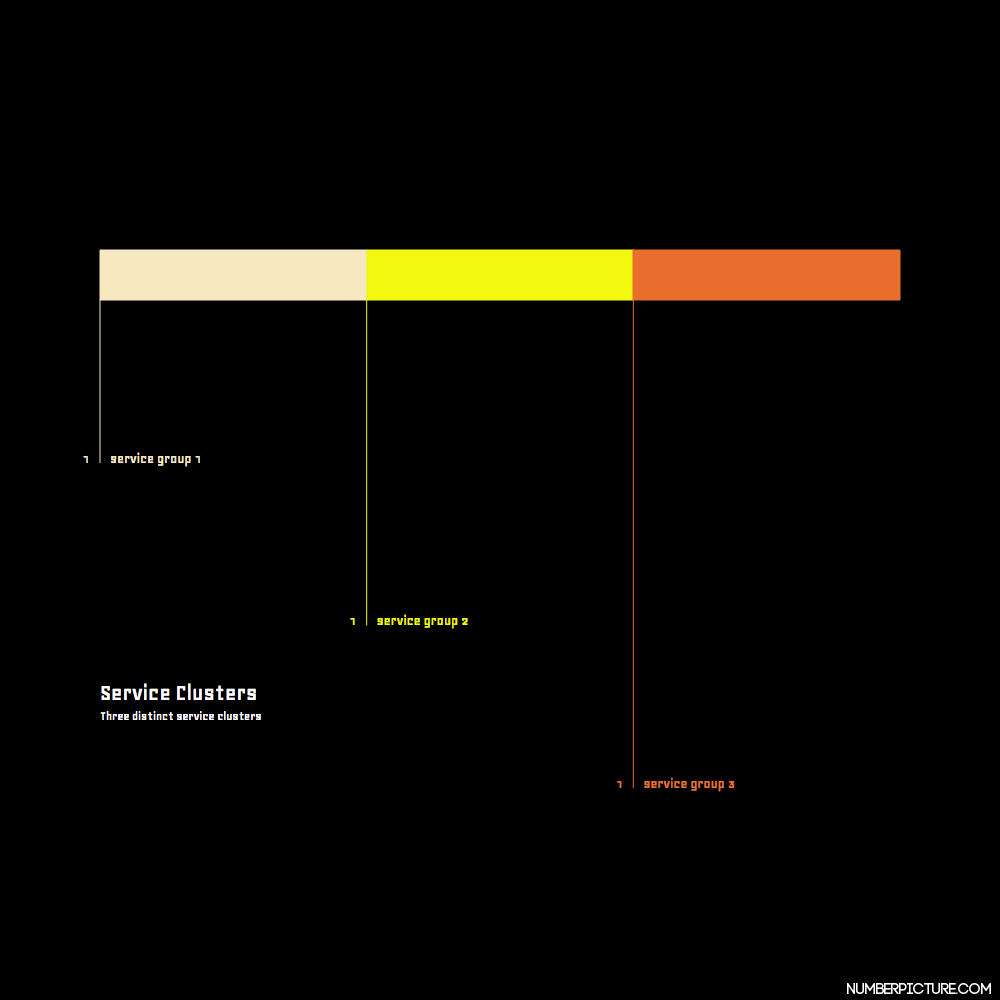 1 service group 1
1 service group 2
Service Clusters
Three distinct service clusters
1 service group 3
NUMBERPICTURE.COM